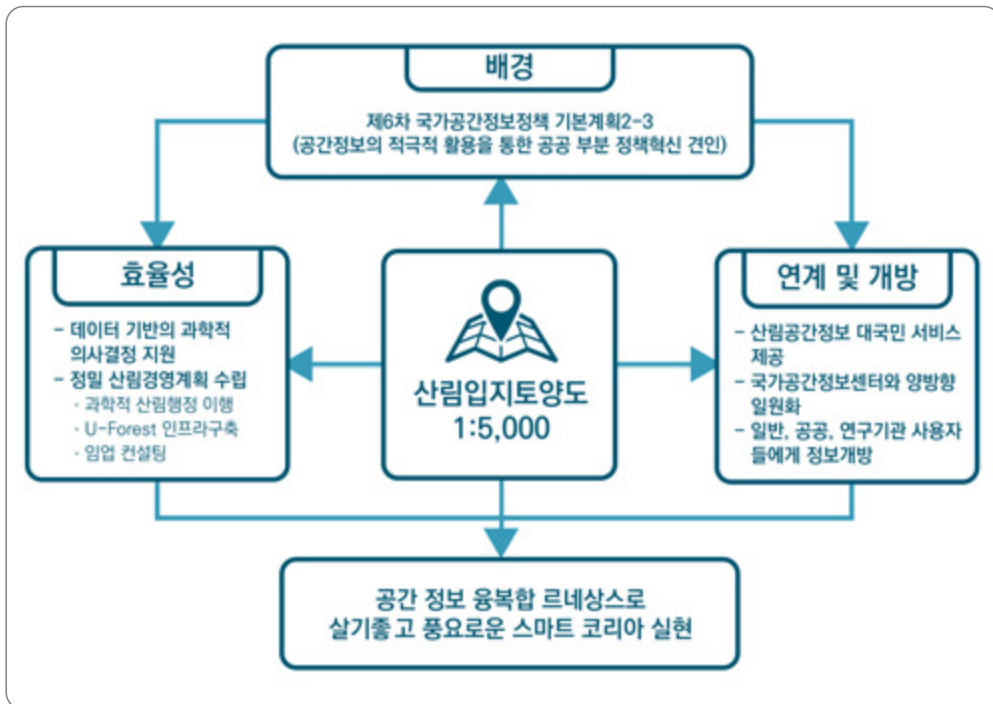 배경
제6차 국가공간정보정책 기본계획2-3
(공간정보의 적극적 활용을 통한 공공 부분 정책혁신 견인)
효율성
- 데이터 기반의 과학적
의사결정 지원
- 정밀 산림경영계획 수립
· 과학적 산림행정 이행
· U-Forest 인프라구축
· 임업 컨설팅
산림입지토양도
1:5,000
연계 및 개방
- 산림공간정보 대국민 서비스
제공
- 국가공간정보센터와 양방향
일원화
- 일반, 공공, 연구기관 사용자
들에게 정보개방
공간 정보 융복합 르네상스로
살기좋고 풍요로운 스마트 코리아 실현